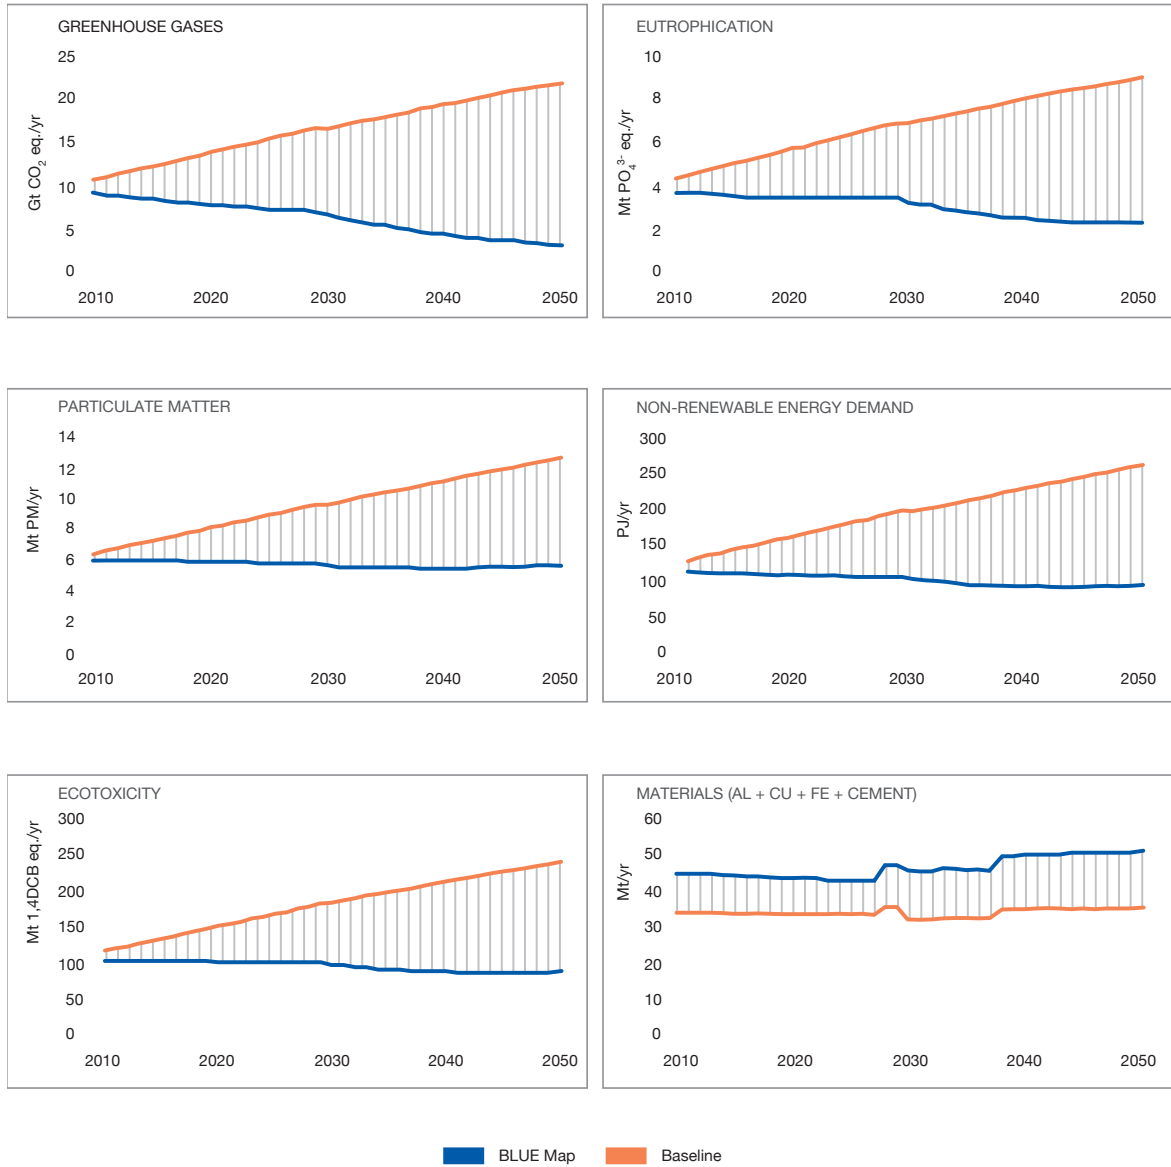 GREENHOUSE GASES
Gt CO₂ eq./yr
25
20
15
10
5
0
2010 2020 2030 2040 2050
EUTROPHICATION
Mt PO₄³⁻ eq./yr
10
8
6
4
2
0
2010 2020 2030 2040 2050
PARTICULATE MATTER
Mt PM/yr
14
12
10
8
6
4
2
0
2010 2020 2030 2040 2050
NON-RENEWABLE ENERGY DEMAND
PJ/yr
300
250
200
150
100
50
0
2010 2020 2030 2040 2050
ECOTOXICITY
Mt 1,4DCB eq./yr
300
250
200
150
100
50
0
2010 2020 2030 2040 2050
MATERIALS (AL + CU + FE + CEMENT)
Mt/yr
60
50
40
30
20
10
0
2010 2020 2030 2040 2050
BLUE Map Baseline